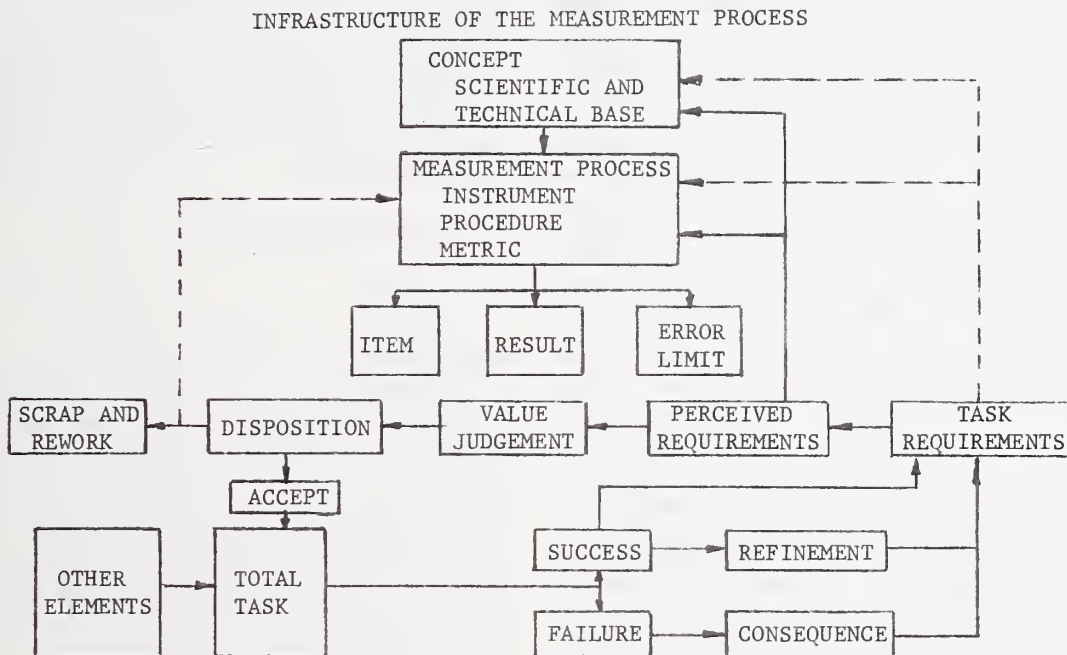 INFRASTRUCTURE OF THE MEASUREMENT PROCESS
CONCEPT
SCIENTIFIC AND
TECHNICAL BASE
MEASUREMENT PROCESS
INSTRUMENT
PROCEDURE
METRIC
ITEM
RESULT
ERROR
LIMIT
SCRAP AND
REWORK
DISPOSITION
VALUE
JUDGEMENT
PERCEIVED
REQUIREMENTS
TASK
REQUIREMENTS
ACCEPT
OTHER
ELEMENTS
TOTAL
TASK
SUCCESS
REFINEMENT
FAILURE
CONSEQUENCE